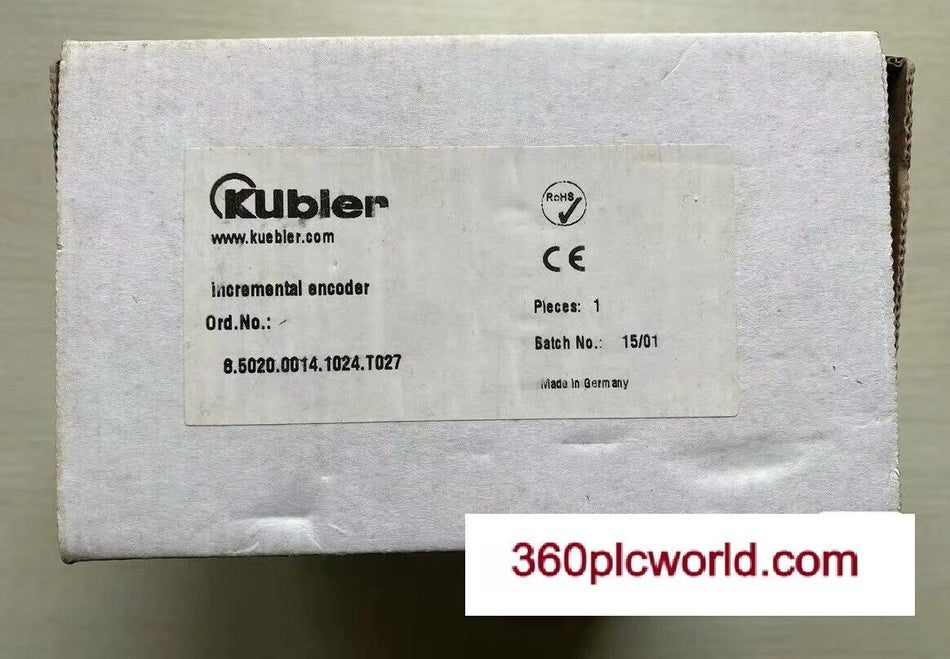 Kübler
www.kuebler.com
Incremental encoder
Ord.No.:
8.5020.0014.1024.T027
RoHS
CE
Pieces: 1
Batch No.: 15/01
Made in Germany
360plcworld.com